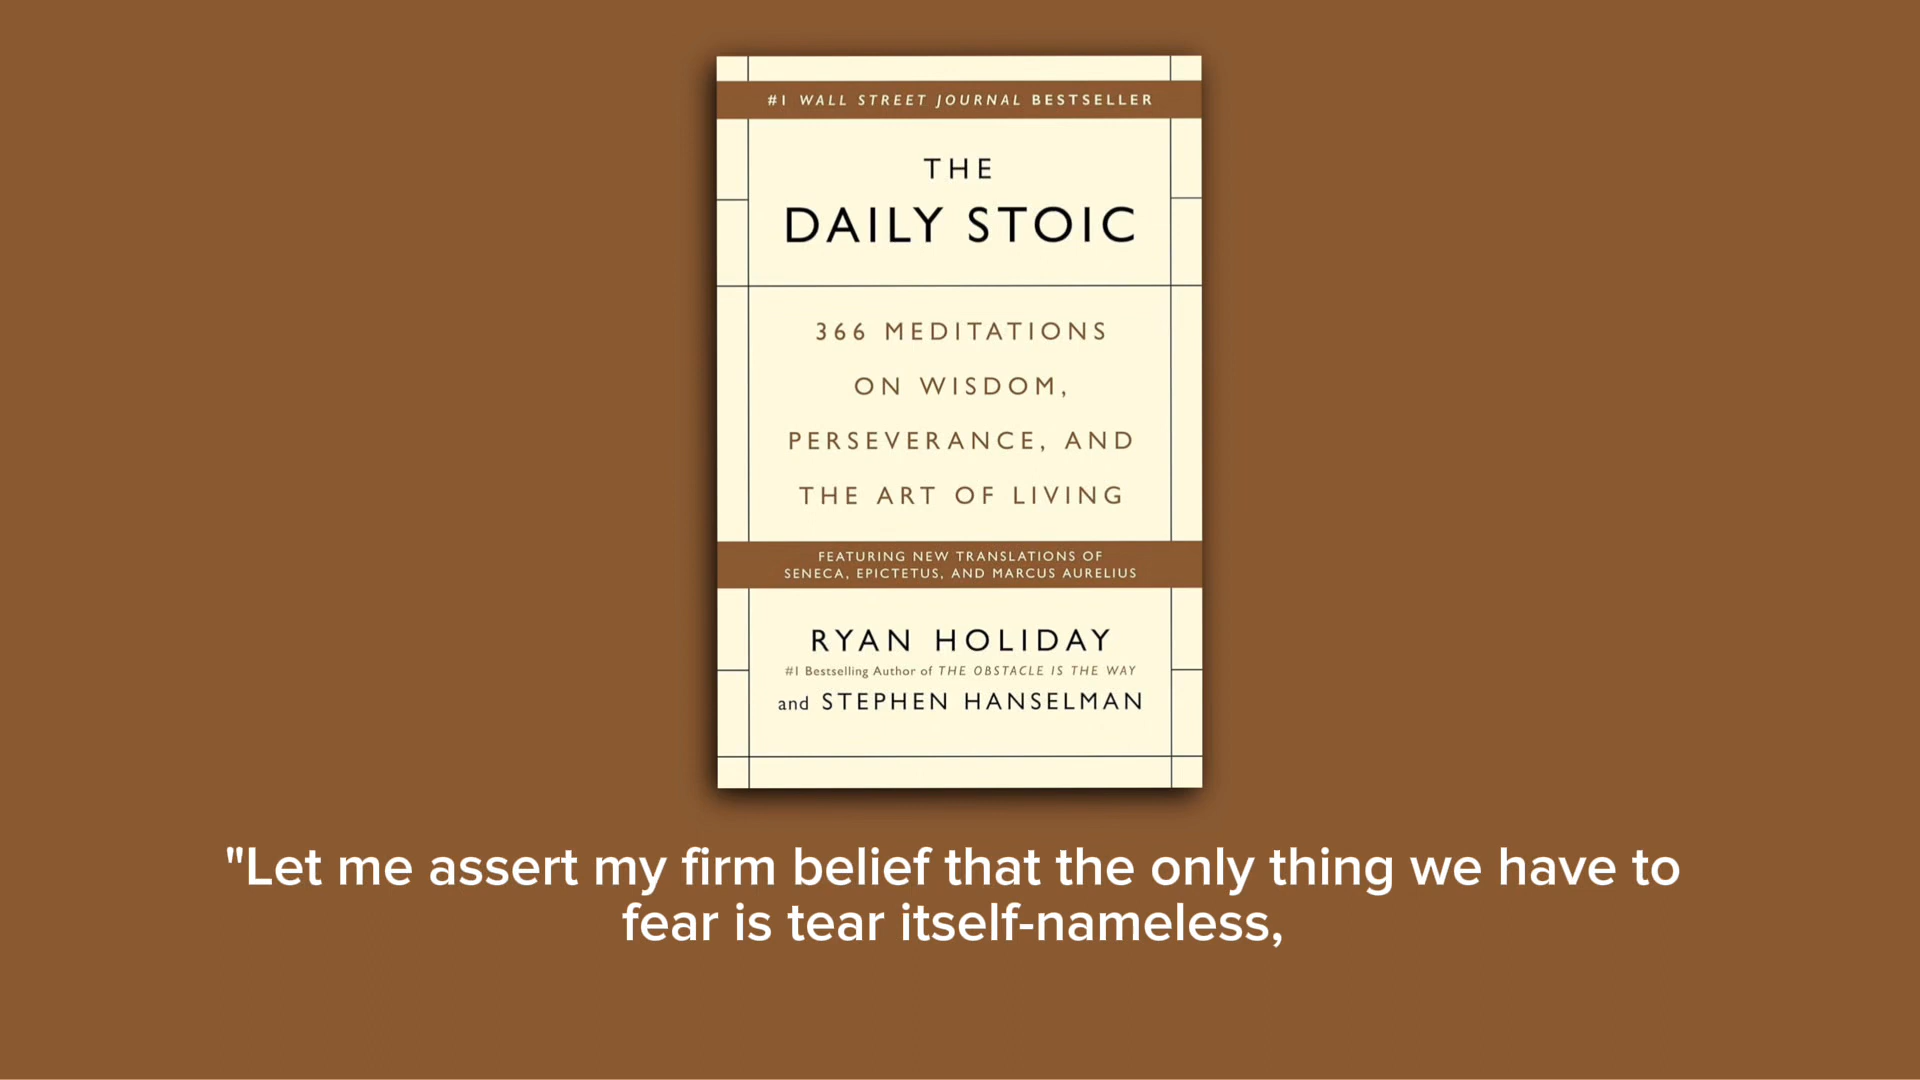 #1 WALL STREET JOURNAL BESTSELLER
THE
DAILY STOIC
366 MEDITATIONS
ON WISDOM,
PERSEVERANCE, AND
THE ART OF LIVING
FEATURING NEW TRANSLATIONS OF
SENECA, EPICTETUS, AND MARCUS AURELIUS
RYAN HOLIDAY
#1 Bestselling Author of THE OBSTACLE IS THE WAY
and STEPHEN HANSELMAN
"Let me assert my firm belief that the only thing we have to
fear is tear itself-nameless,